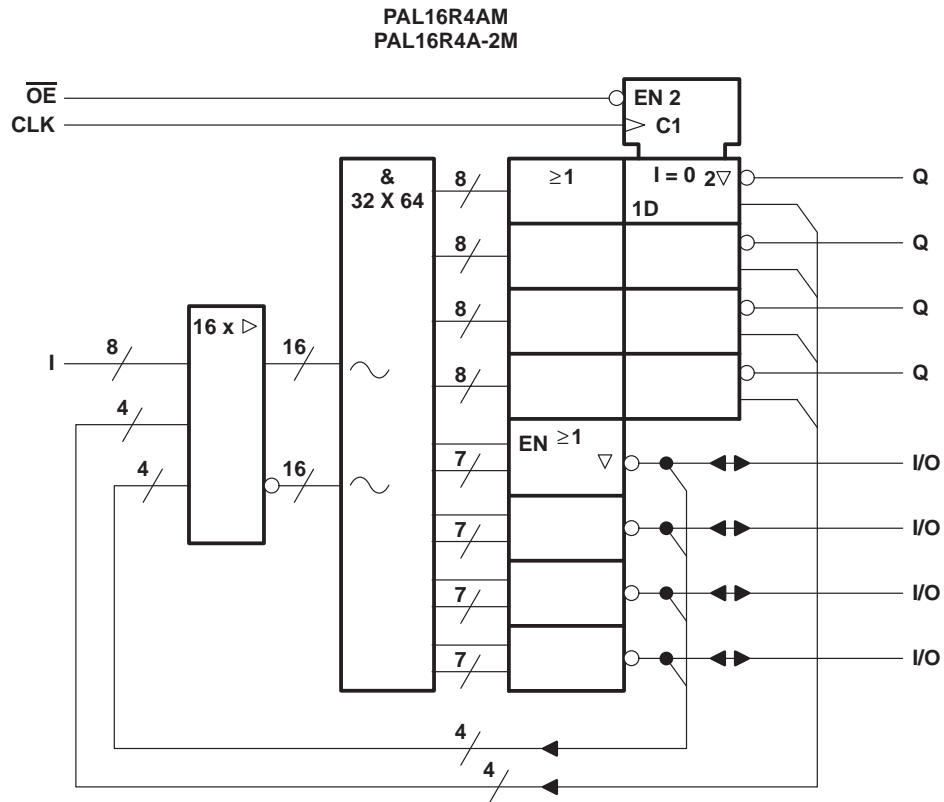 PAL16R4AM
PAL16R4A-2M
OE
EN 2
CLK
C1
&
32 X 64
8
≥1
I = 0 2▽
Q
1D
8
Q
8
Q
16 x ▷
I
8
16
8
Q
4
EN ≥1
▽
7
I/O
4
16
7
I/O
7
I/O
7
I/O
4
4